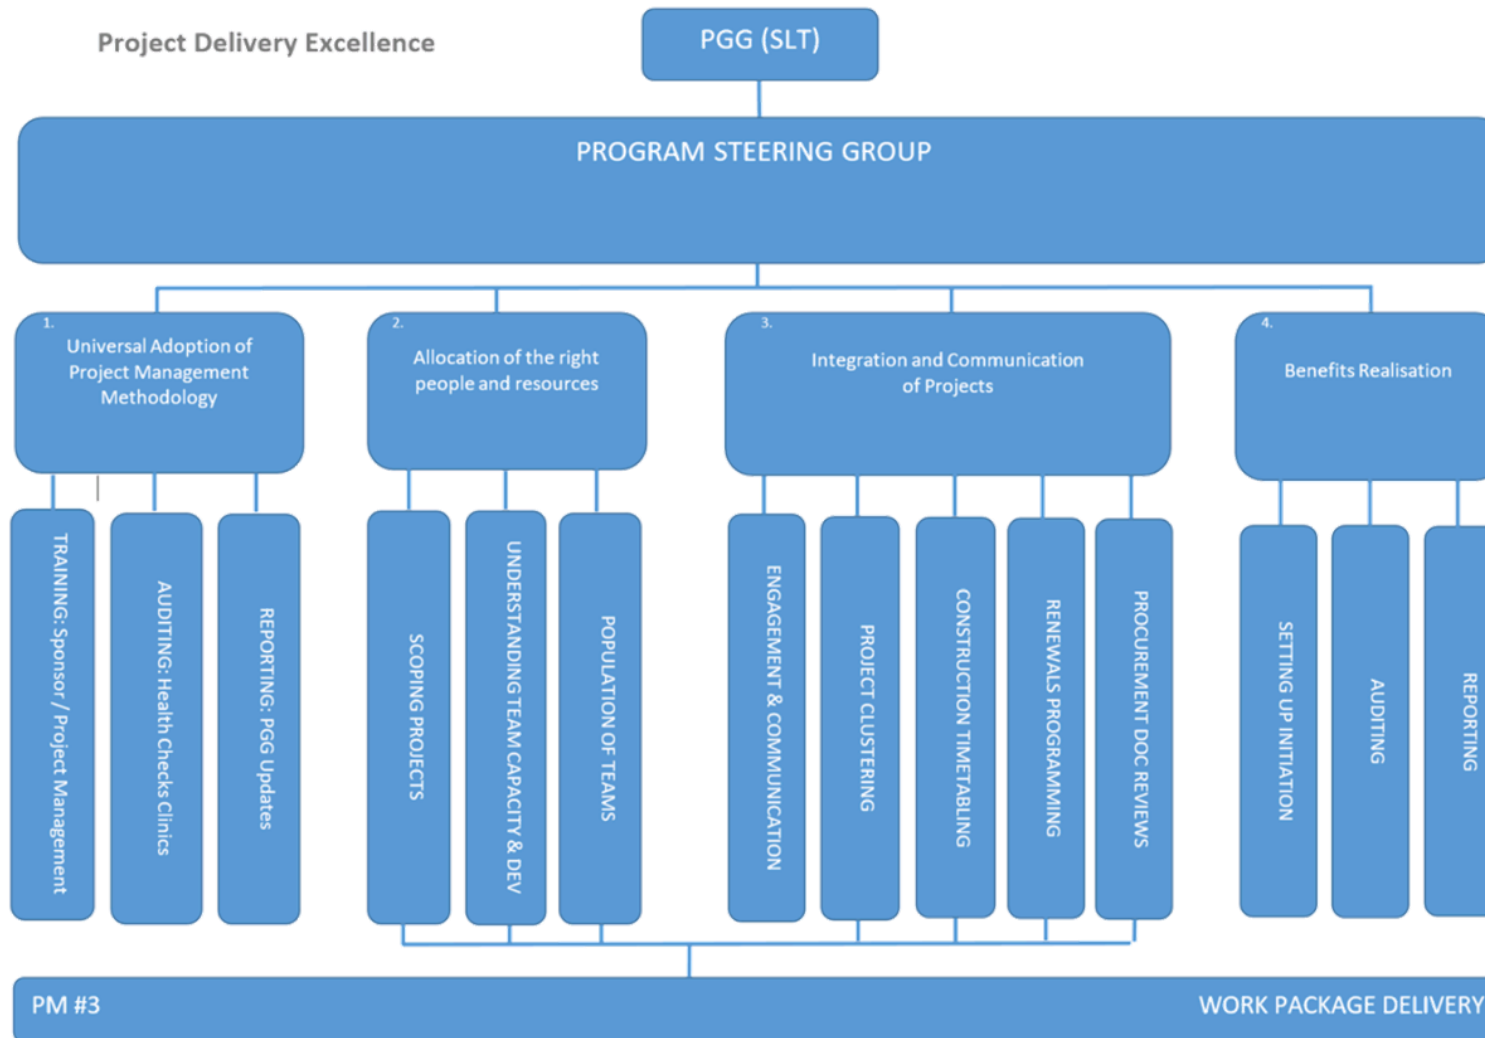 Project Delivery Excellence
PGG (SLT)
PROGRAM STEERING GROUP
1.
Universal Adoption of
Project Management
Methodology
2.
Allocation of the right
people and resources
3.
Integration and Communication
of Projects
4.
Benefits Realisation
TRAINING: Sponsor / Project Management
AUDITING: Health Checks Clinics
REPORTING: PGG Updates
SCOPING PROJECTS
UNDERSTANDING TEAM CAPACITY & DEV
POPULATION OF TEAMS
ENGAGEMENT & COMMUNICATION
PROJECT CLUSTERING
CONSTRUCTION TIMETABLING
RENEWALS PROGRAMMING
PROCUREMENT DOC REVIEWS
SETTING UP INITIATION
AUDITING
REPORTING
PM #3
WORK PACKAGE DELIVERY